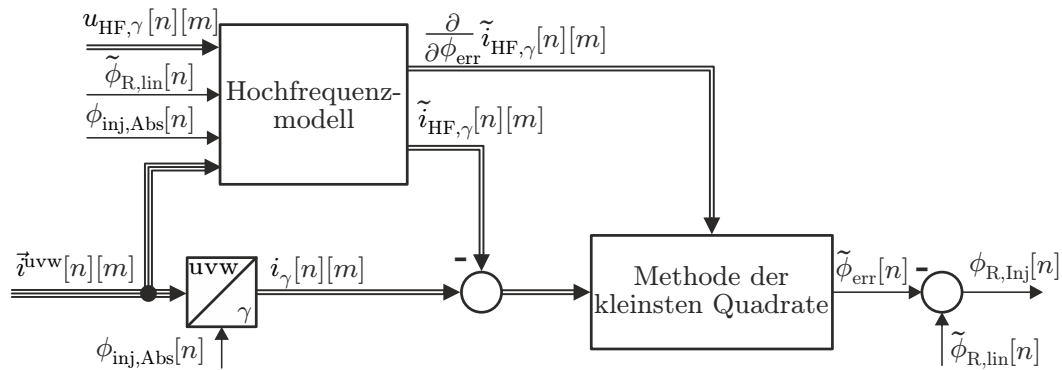 u_HF,γ[n][m]
ϕ̃_R,lin[n]
ϕ_inj,Abs[n]
Hochfrequenz-
modell
∂/∂ϕ_err ĩ_HF,γ[n][m]
ĩ_HF,γ[n][m]
i⃗^uvw[n][m]
uvw
γ
ϕ_inj,Abs[n]
i_γ[n][m]
-
Methode der
kleinsten Quadrate
ϕ̃_err[n]
-
ϕ_R,Inj[n]
ϕ̃_R,lin[n]